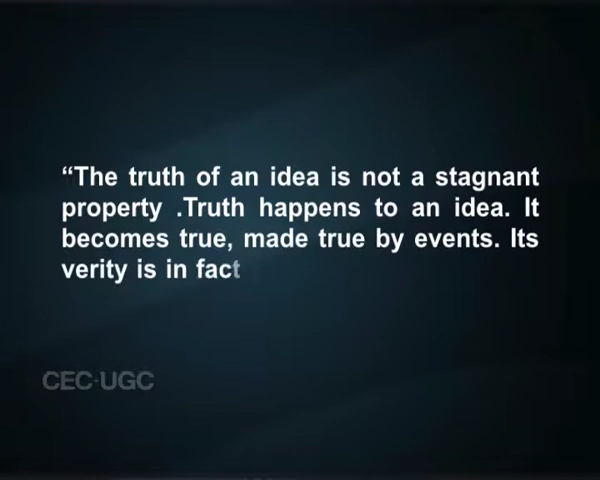 “The truth of an idea is not a stagnant
property .Truth happens to an idea. It
becomes true, made true by events. Its
verity is in fact
CEC-UGC